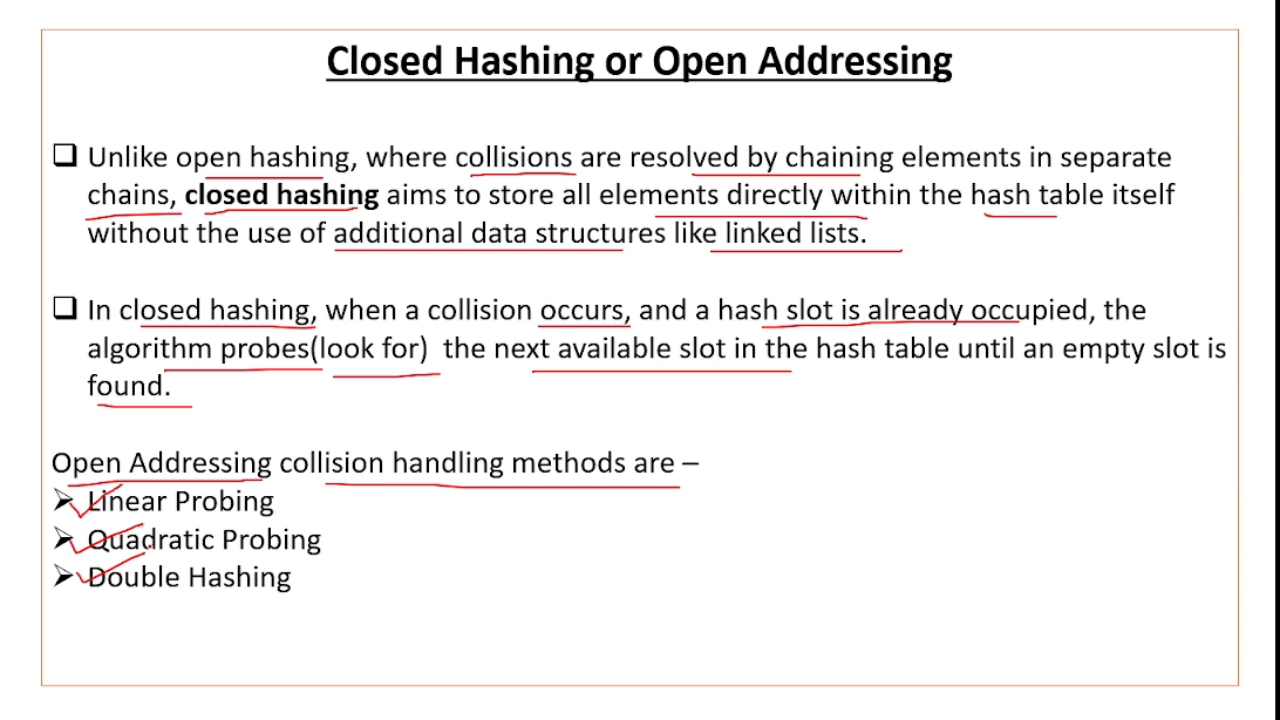 Closed Hashing or Open Addressing
❑ Unlike open hashing, where collisions are resolved by chaining elements in separate
chains, closed hashing aims to store all elements directly within the hash table itself
without the use of additional data structures like linked lists.
❑ In closed hashing, when a collision occurs, and a hash slot is already occupied, the
algorithm probes(look for) the next available slot in the hash table until an empty slot is
found.
Open Addressing collision handling methods are –
➢ Linear Probing
➢ Quadratic Probing
➢ Double Hashing